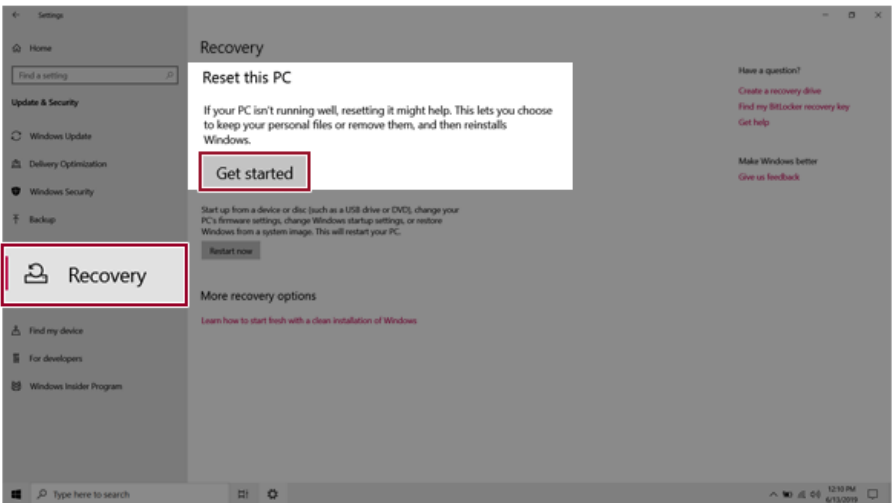 Settings
Home
Find a setting
Update & Security
Windows Update
Delivery Optimization
Windows Security
Backup
Recovery
Find my device
For developers
Windows Insider Program
Recovery
Reset this PC
If your PC isn't running well, resetting it might help. This lets you choose
to keep your personal files or remove them, and then reinstalls
Windows.
Get started
Start up from a device or disc (such as a USB drive or DVD), change your
PC's firmware settings, change Windows startup settings, or restore
Windows from a system image. This will restart your PC.
Restart now
More recovery options
Learn how to start fresh with a clean installation of Windows
Have a question?
Create a recovery drive
Find my BitLocker recovery key
Get help
Make Windows better
Give us feedback
Type here to search
12:10 PM
6/13/2019